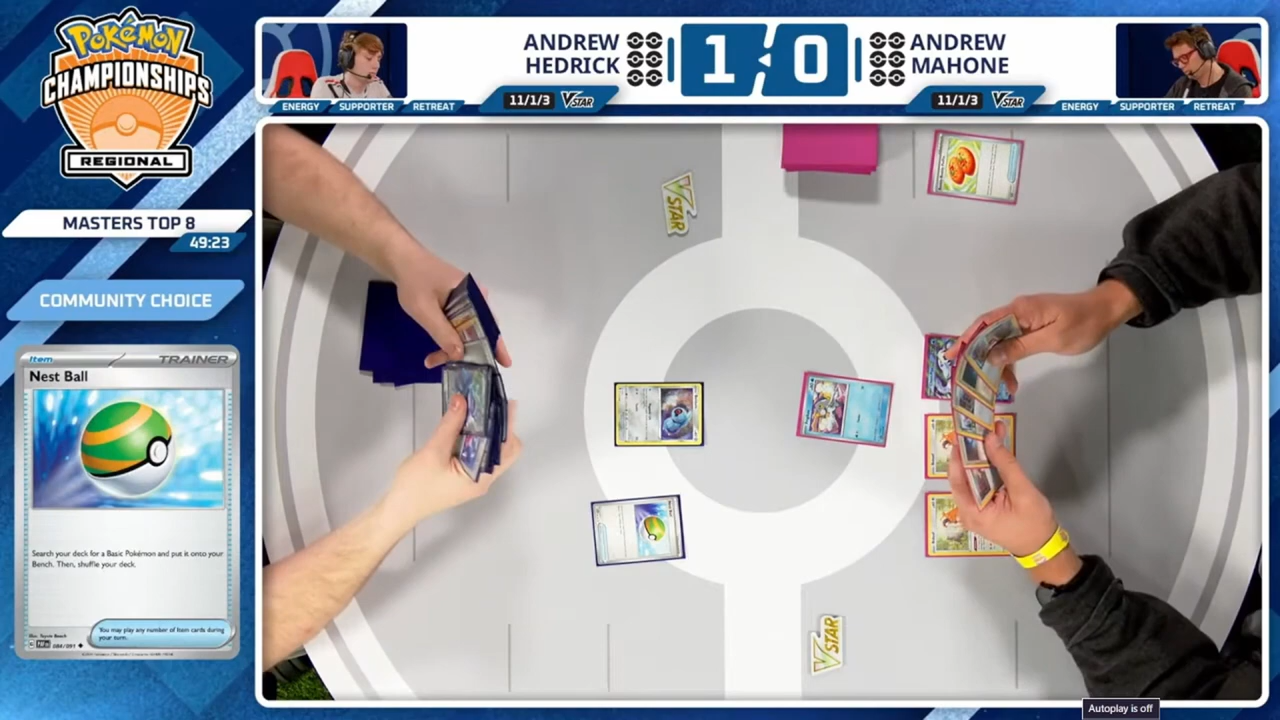 Pokémon
CHAMPIONSHIPS
REGIONAL
MASTERS TOP 8
49:23
COMMUNITY CHOICE
Item
TRAINER
Nest Ball
Search your deck for a Basic Pokémon and put it onto your
Bench. Then, shuffle your deck.
You may play any number of Item cards during
your turn.
ANDREW
HEDRICK
1 0
ANDREW
MAHONE
ENERGY SUPPORTER RETREAT
11/1/3 VSTAR
11/1/3 VSTAR
ENERGY SUPPORTER RETREAT
VSTAR
VSTAR
Autoplay is off